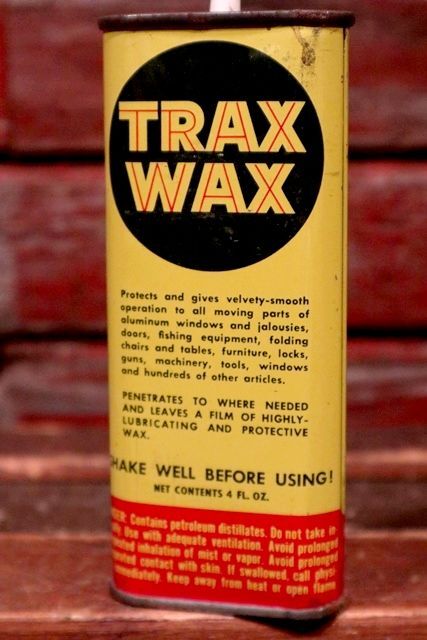 TRAX
WAX
Protects and gives velvety-smooth
operation to all moving parts of
aluminum windows and jalousies,
doors, fishing equipment, folding
chairs and tables, furniture, locks,
guns, machinery, tools, windows
and hundreds of other articles.
PENETRATES TO WHERE NEEDED
AND LEAVES A FILM OF HIGHLY-
LUBRICATING AND PROTECTIVE
WAX.
HAKE WELL BEFORE USING!
NET CONTENTS 4 FL. OZ.
GER: Contains petroleum distillates. Do not take in-
Use with adequate ventilation. Avoid prolonged
inhalation of mist or vapor. Avoid prolonged
contact with skin. If swallowed, call physi-
mediately. Keep away from heat or open flame